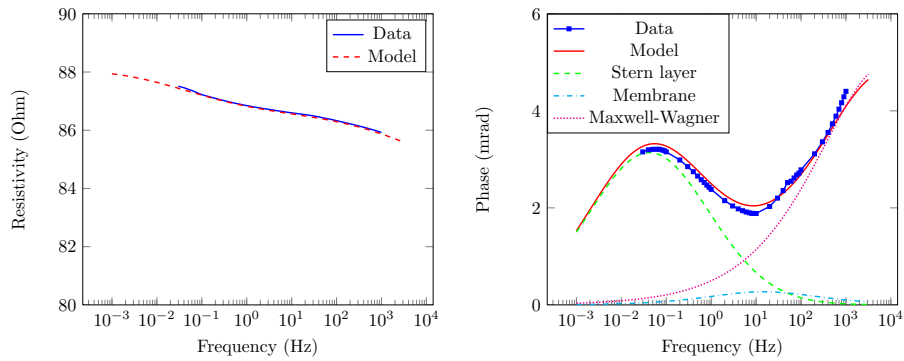 90
88
86
84
82
80
Resistivity (Ohm)
Data
Model
10⁻³ 10⁻² 10⁻¹ 10⁰ 10¹ 10² 10³ 10⁴
Frequency (Hz)
6
4
2
0
Phase (mrad)
Data
Model
Stern layer
Membrane
Maxwell-Wagner
10⁻³ 10⁻² 10⁻¹ 10⁰ 10¹ 10² 10³ 10⁴
Frequency (Hz)